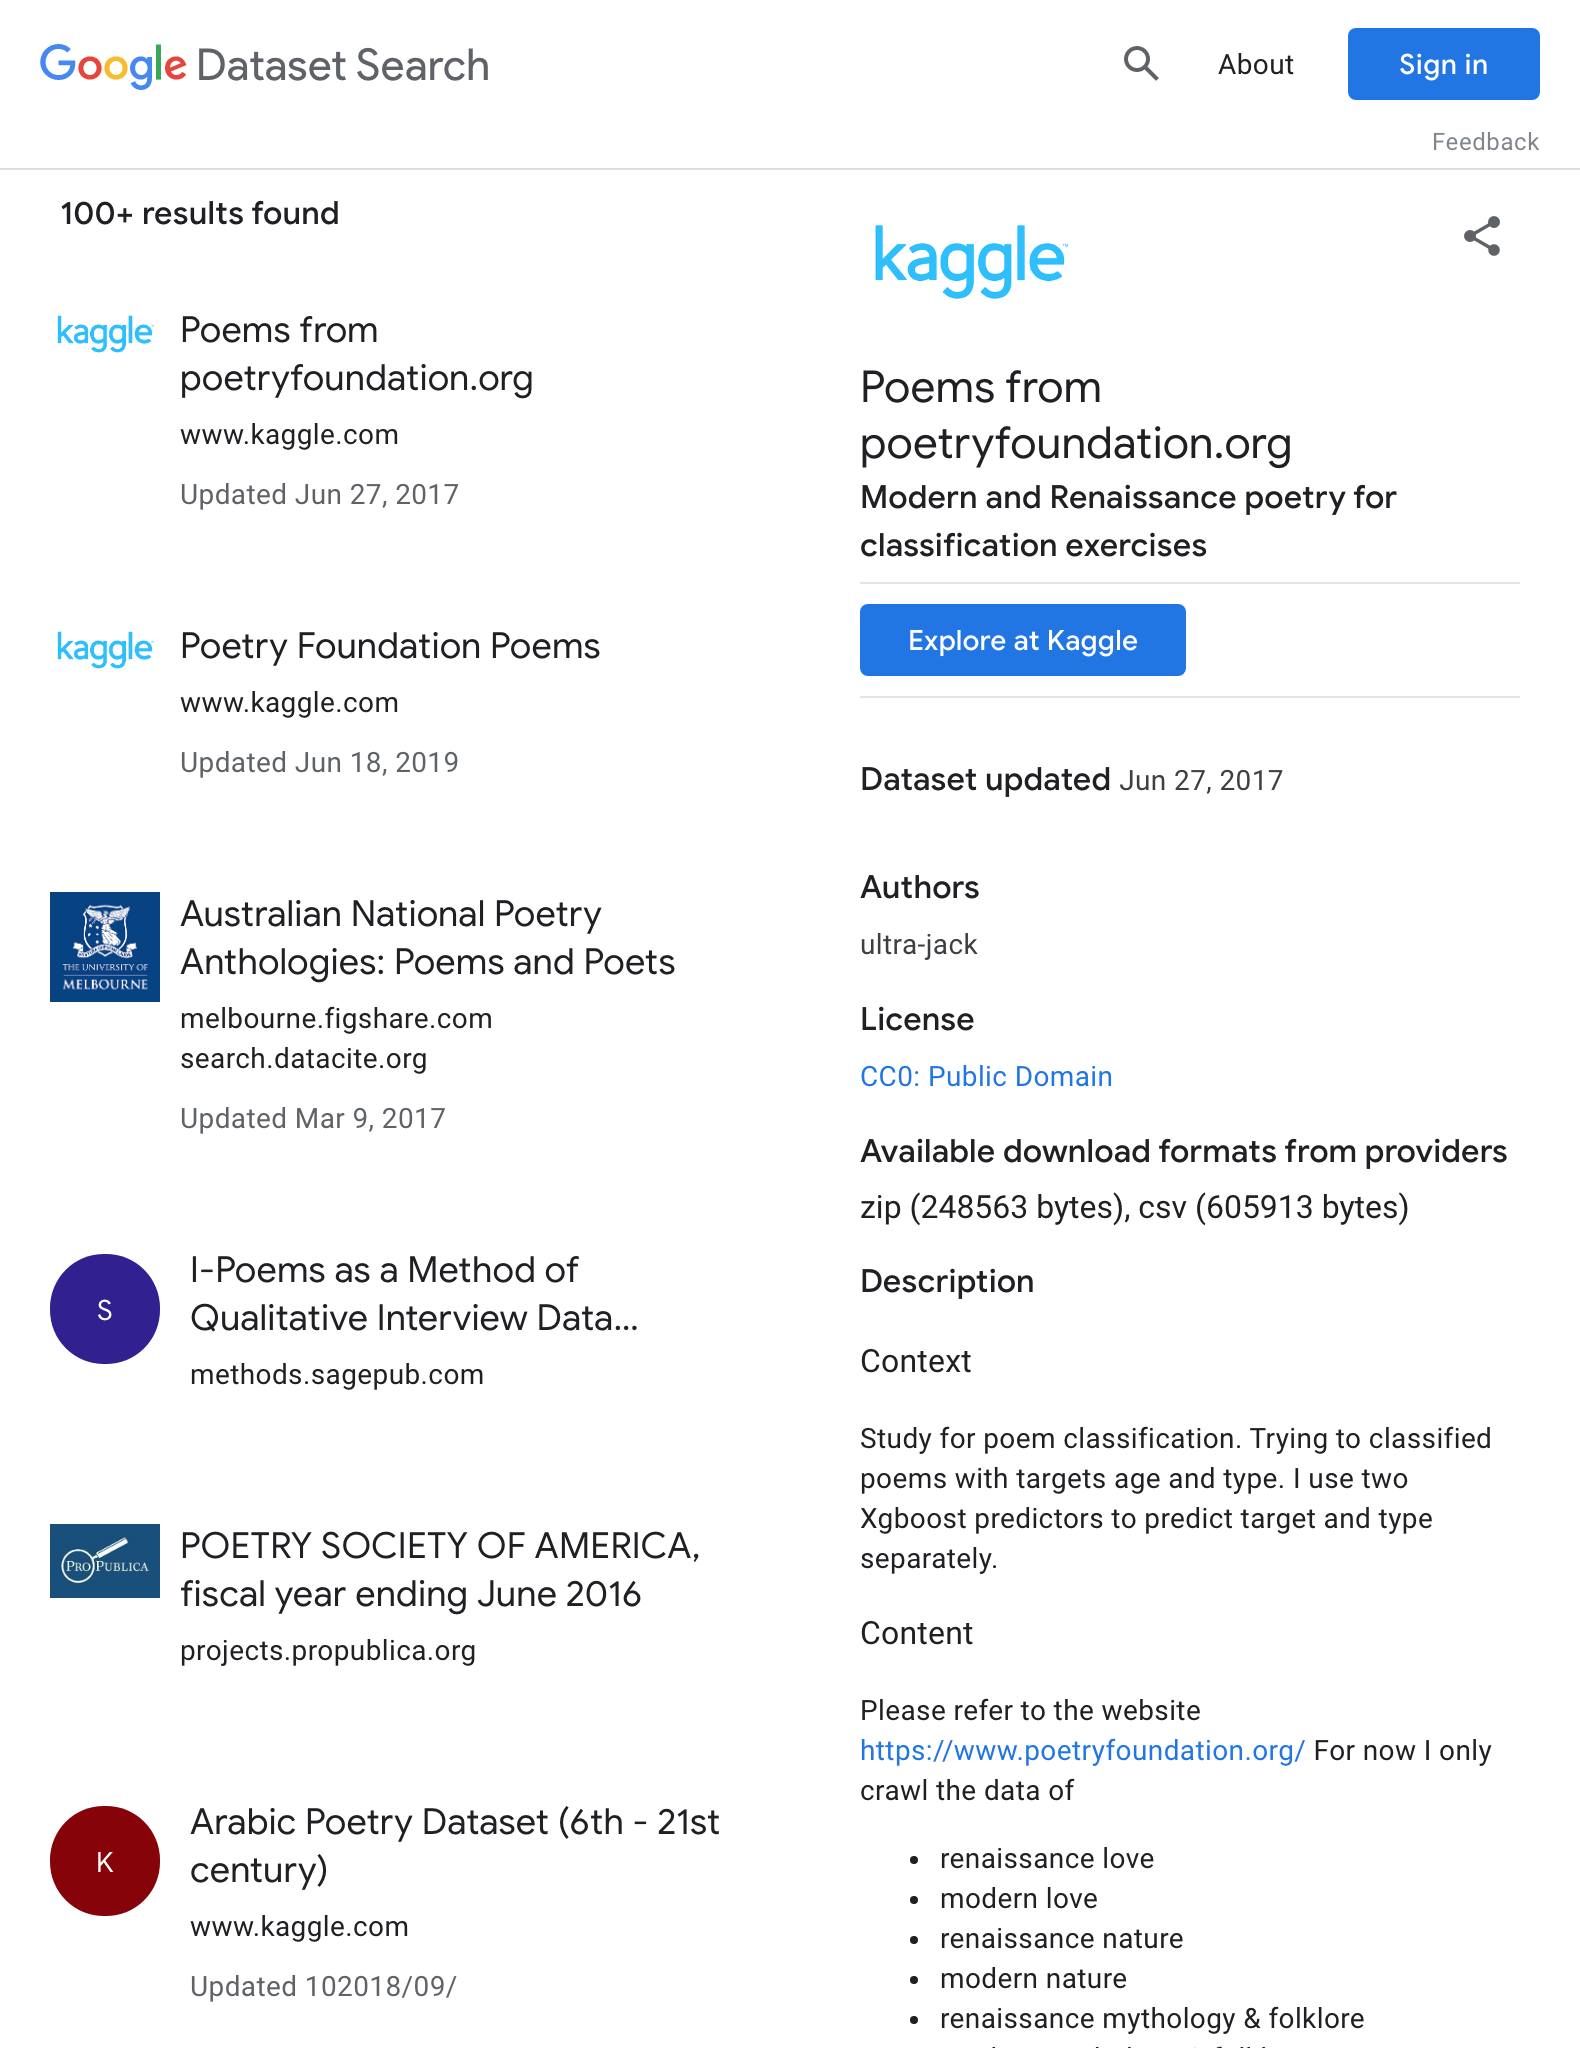 Google Dataset Search
About
Sign in
Feedback
100+ results found
kaggle
Poems from
poetryfoundation.org
www.kaggle.com
Updated Jun 27, 2017
kaggle
Poetry Foundation Poems
www.kaggle.com
Updated Jun 18, 2019
THE UNIVERSITY OF
MELBOURNE
Australian National Poetry
Anthologies: Poems and Poets
melbourne.figshare.com
search.datacite.org
Updated Mar 9, 2017
S
I-Poems as a Method of
Qualitative Interview Data...
methods.sagepub.com
PROPUBLICA
POETRY SOCIETY OF AMERICA,
fiscal year ending June 2016
projects.propublica.org
K
Arabic Poetry Dataset (6th - 21st
century)
www.kaggle.com
Updated 102018/09/
kaggle
Poems from
poetryfoundation.org
Modern and Renaissance poetry for
classification exercises
Explore at Kaggle
Dataset updated Jun 27, 2017
Authors
ultra-jack
License
CC0: Public Domain
Available download formats from providers
zip (248563 bytes), csv (605913 bytes)
Description
Context
Study for poem classification. Trying to classified
poems with targets age and type. I use two
Xgboost predictors to predict target and type
separately.
Content
Please refer to the website
https://www.poetryfoundation.org/ For now I only
crawl the data of
• renaissance love
• modern love
• renaissance nature
• modern nature
• renaissance mythology & folklore